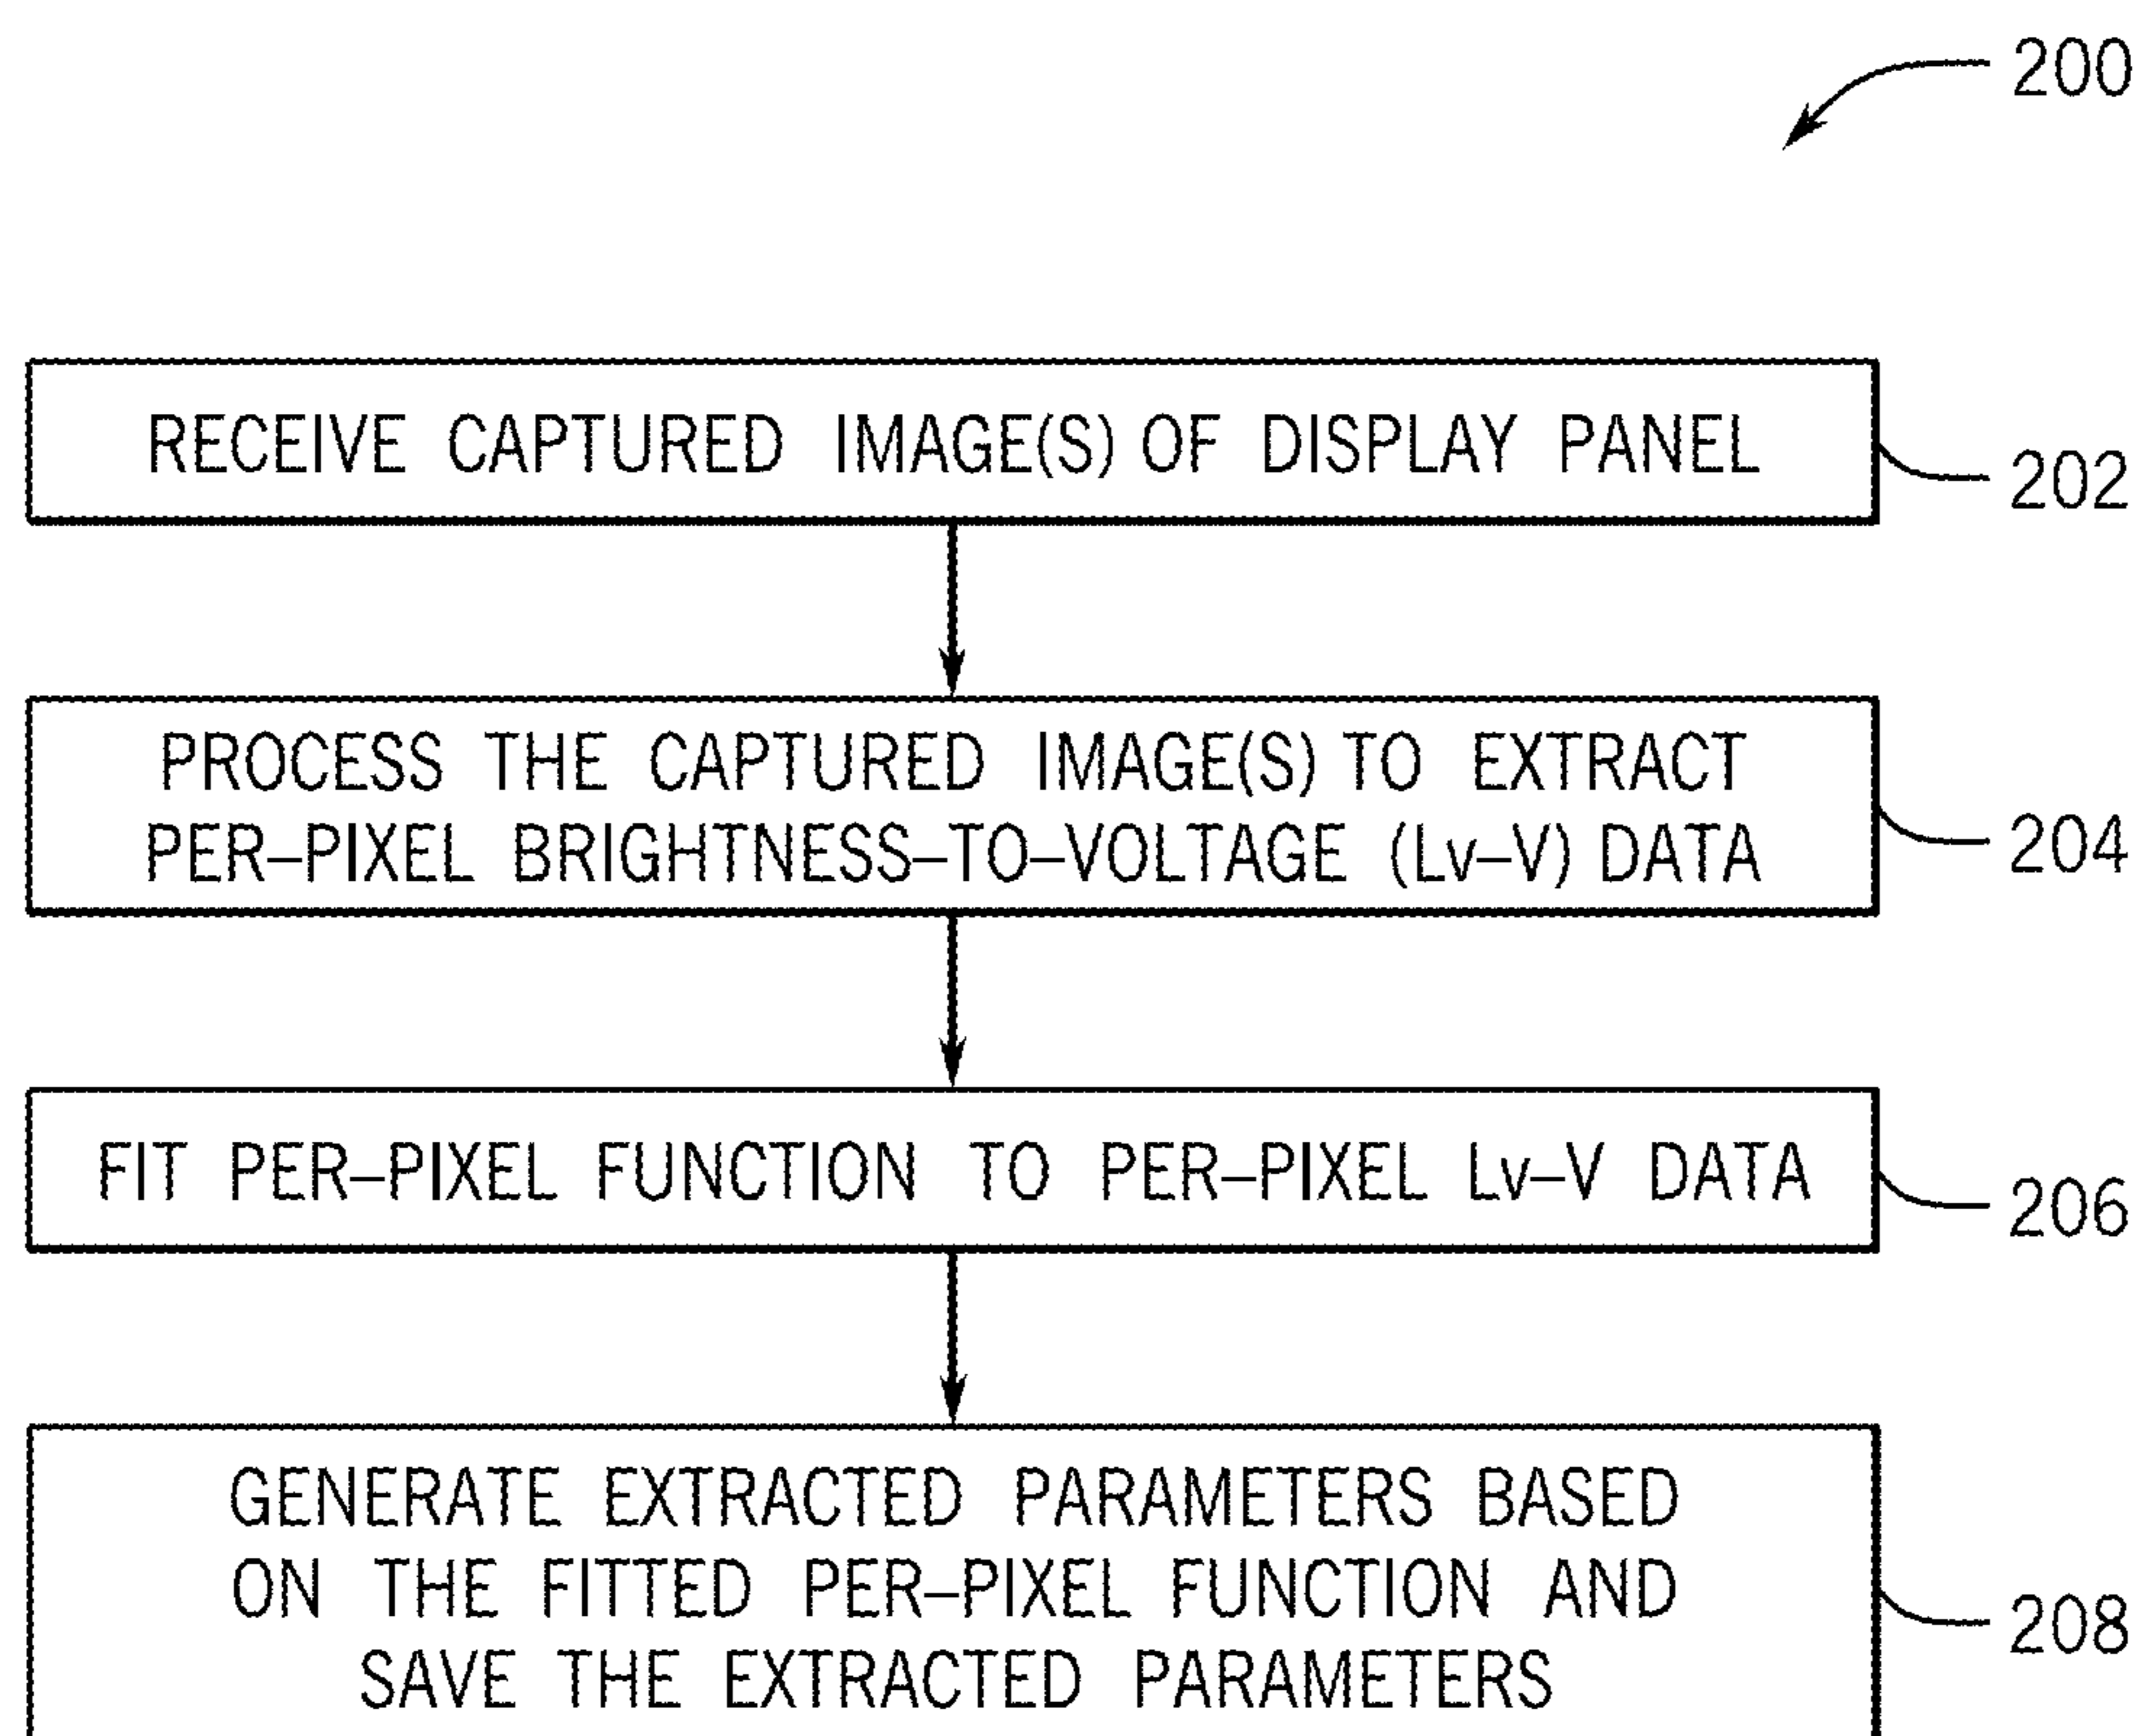 200
RECEIVE CAPTURED IMAGE(S) OF DISPLAY PANEL
202
PROCESS THE CAPTURED IMAGE(S) TO EXTRACT
PER–PIXEL BRIGHTNESS–TO–VOLTAGE (Lv–V) DATA
204
FIT PER–PIXEL FUNCTION TO PER–PIXEL Lv–V DATA
206
GENERATE EXTRACTED PARAMETERS BASED
ON THE FITTED PER–PIXEL FUNCTION AND
SAVE THE EXTRACTED PARAMETERS
208